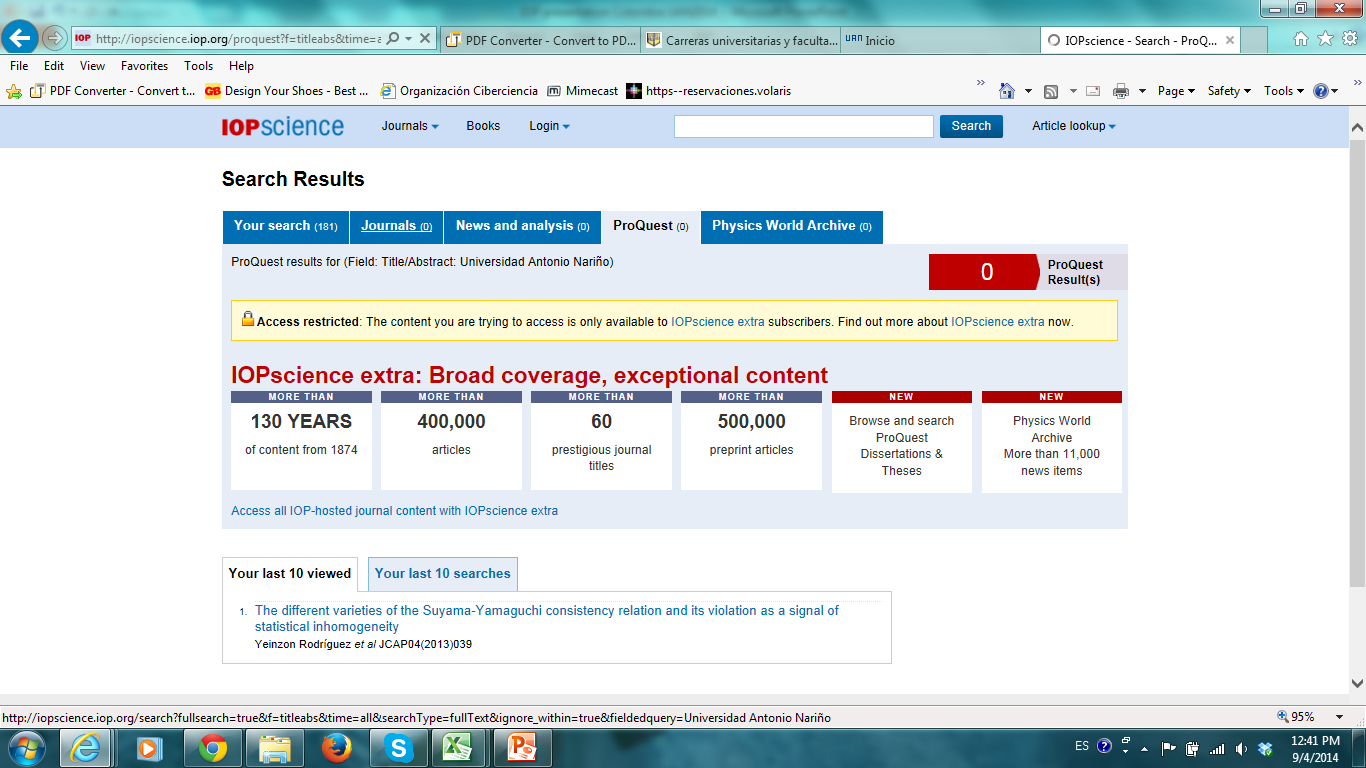 IOP http://iopscience.iop.org/proquest?f=titleabs&time=a
PDF Converter - Convert to PD...
Carreras universitarias y faculta...
UAN Inicio
IOPscience - Search - ProQ...
File Edit View Favorites Tools Help
PDF Converter - Convert t... GB Design Your Shoes - Best ... Organización Ciberciencia Mimecast https--reservaciones.volaris
Page Safety Tools
IOPscience Journals Books Login Search Article lookup
Search Results
Your search (181) Journals (0) News and analysis (0) ProQuest (0) Physics World Archive (0)
ProQuest results for (Field: Title/Abstract: Universidad Antonio Nariño)
0 ProQuest
Result(s)
Access restricted: The content you are trying to access is only available to IOPscience extra subscribers. Find out more about IOPscience extra now.
IOPscience extra: Broad coverage, exceptional content
MORE THAN
130 YEARS
of content from 1874
MORE THAN
400,000
articles
MORE THAN
60
prestigious journal
titles
MORE THAN
500,000
preprint articles
NEW
Browse and search
ProQuest
Dissertations &
Theses
NEW
Physics World
Archive
More than 11,000
news items
Access all IOP-hosted journal content with IOPscience extra
Your last 10 viewed Your last 10 searches
1. The different varieties of the Suyama-Yamaguchi consistency relation and its violation as a signal of
statistical inhomogeneity
Yeinzon Rodríguez et al JCAP04(2013)039
http://iopscience.iop.org/search?fullsearch=true&f=titleabs&time=all&searchType=fullText&ignore_within=true&fieldedquery=Universidad Antonio Nariño
95%
ES
12:41 PM
9/4/2014